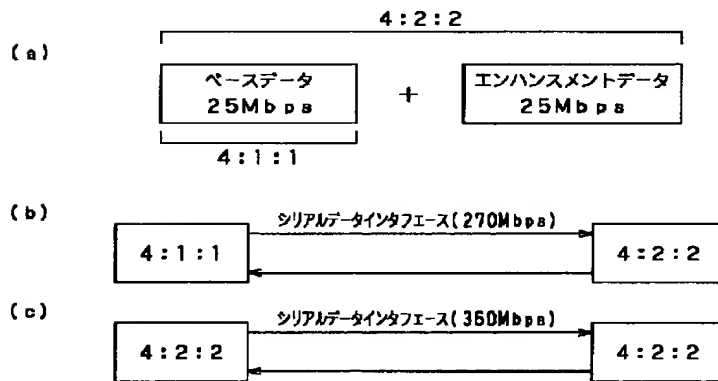 4:2:2
(a)
ベースデータ
25Mbps
+
エンハンスメントデータ
25Mbps
4:1:1
(b)
シリアルデータインタフェース(270Mbps)
4:1:1
4:2:2
(c)
シリアルデータインタフェース(360Mbps)
4:2:2
4:2:2